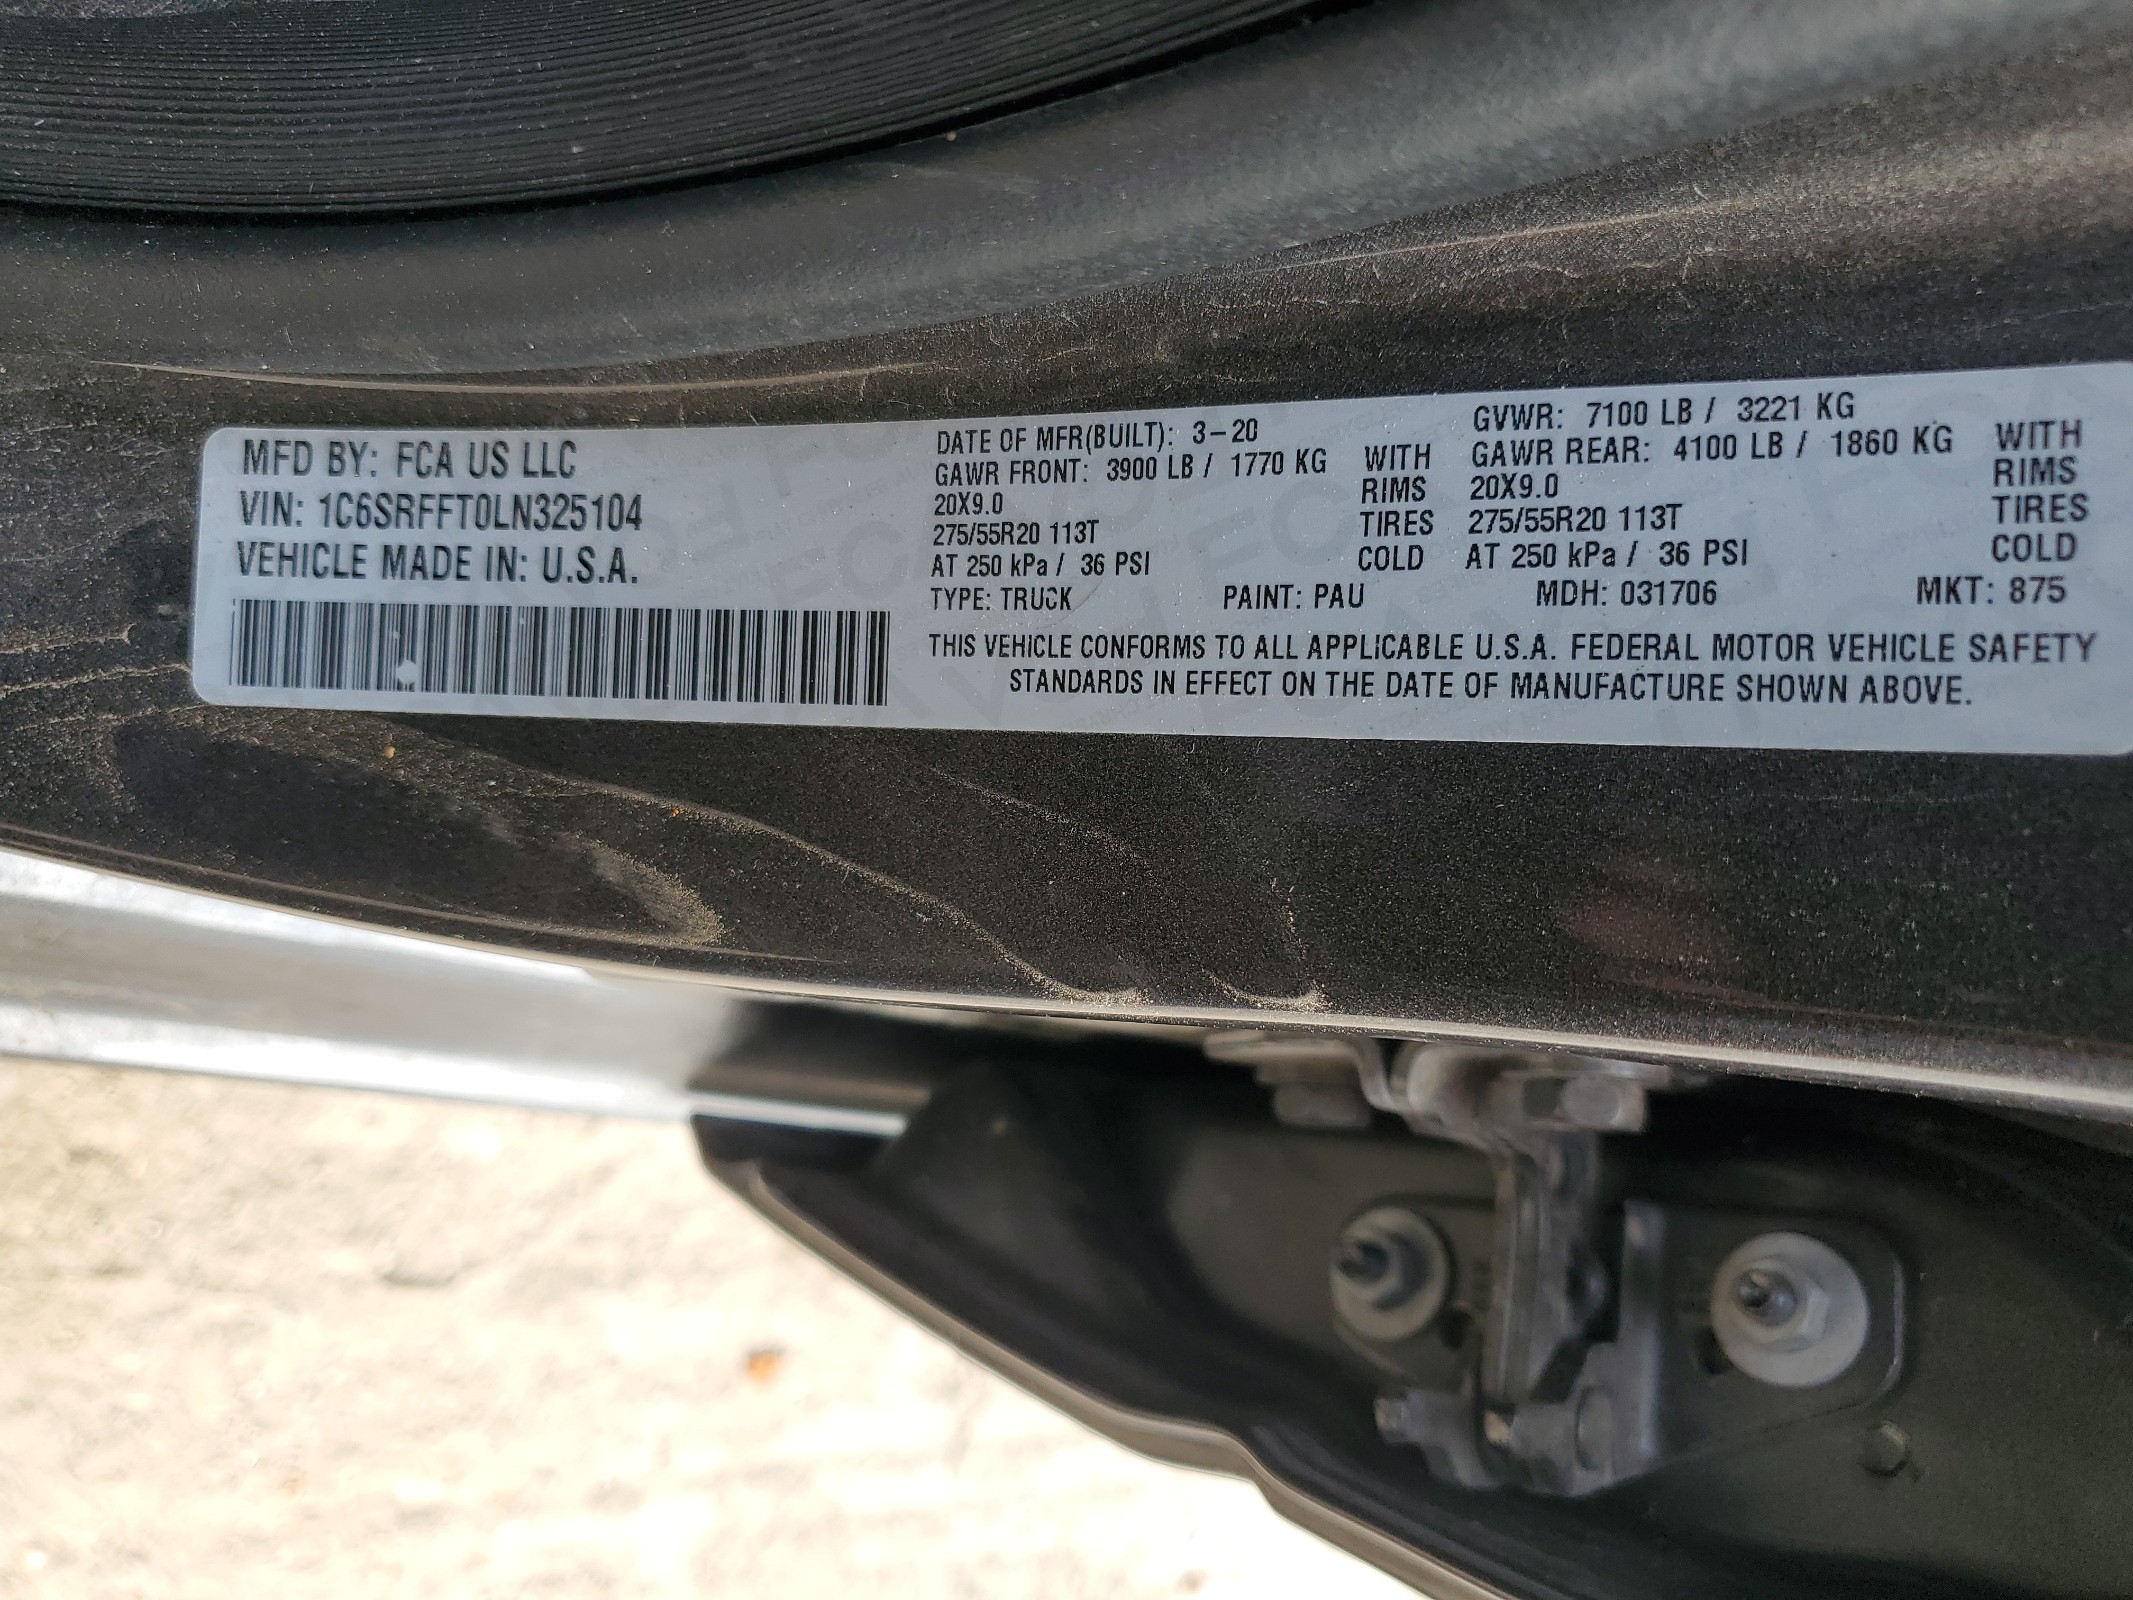 MFD BY: FCA US LLC
VIN: 1C6SRFFT0LN325104
VEHICLE MADE IN: U.S.A.
DATE OF MFR(BUILT): 3-20
GAWR FRONT: 3900 LB / 1770 KG WITH
20X9.0 RIMS
275/55R20 113T TIRES
AT 250 kPa / 36 PSI COLD
GVWR: 7100 LB / 3221 KG
GAWR REAR: 4100 LB / 1860 KG WITH
20X9.0 RIMS
275/55R20 113T TIRES
AT 250 kPa / 36 PSI COLD
TYPE: TRUCK PAINT: PAU MDH: 031706 MKT: 875
THIS VEHICLE CONFORMS TO ALL APPLICABLE U.S.A. FEDERAL MOTOR VEHICLE SAFETY
STANDARDS IN EFFECT ON THE DATE OF MANUFACTURE SHOWN ABOVE.